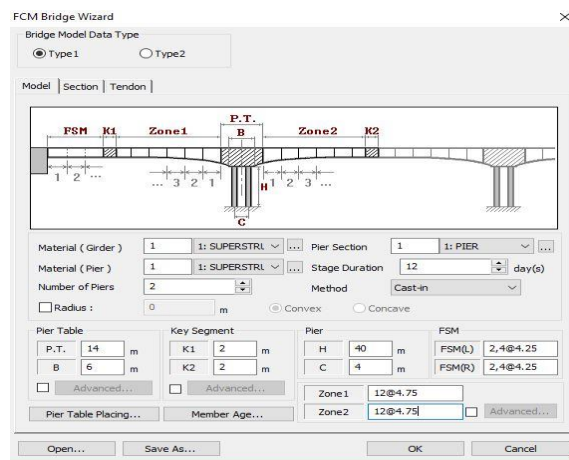 FCM Bridge Wizard
Bridge Model Data Type
Type1 Type2
Model Section Tendon
P.T.
FSM K1 Zone1 B Zone2 K2
1 2 ... ... 3 2 1 H 1 2 3 ...
C
Material ( Girder ) 1 1: SUPERSTRL ... Pier Section 1 1: PIER ...
Material ( Pier ) 1 1: SUPERSTRL ... Stage Duration 12 day(s)
Number of Piers 2 Method Cast-in
Radius : 0 m Convex Concave
Pier Table Key Segment Pier FSM
P.T. 14 m K1 2 m H 40 m FSM(L) 2,4@4.25
B 6 m K2 2 m C 4 m FSM(R) 2,4@4.25
Advanced... Advanced... Zone1 12@4.75
Pier Table Placing... Member Age... Zone2 12@4.75 Advanced...
Open... Save As... OK Cancel